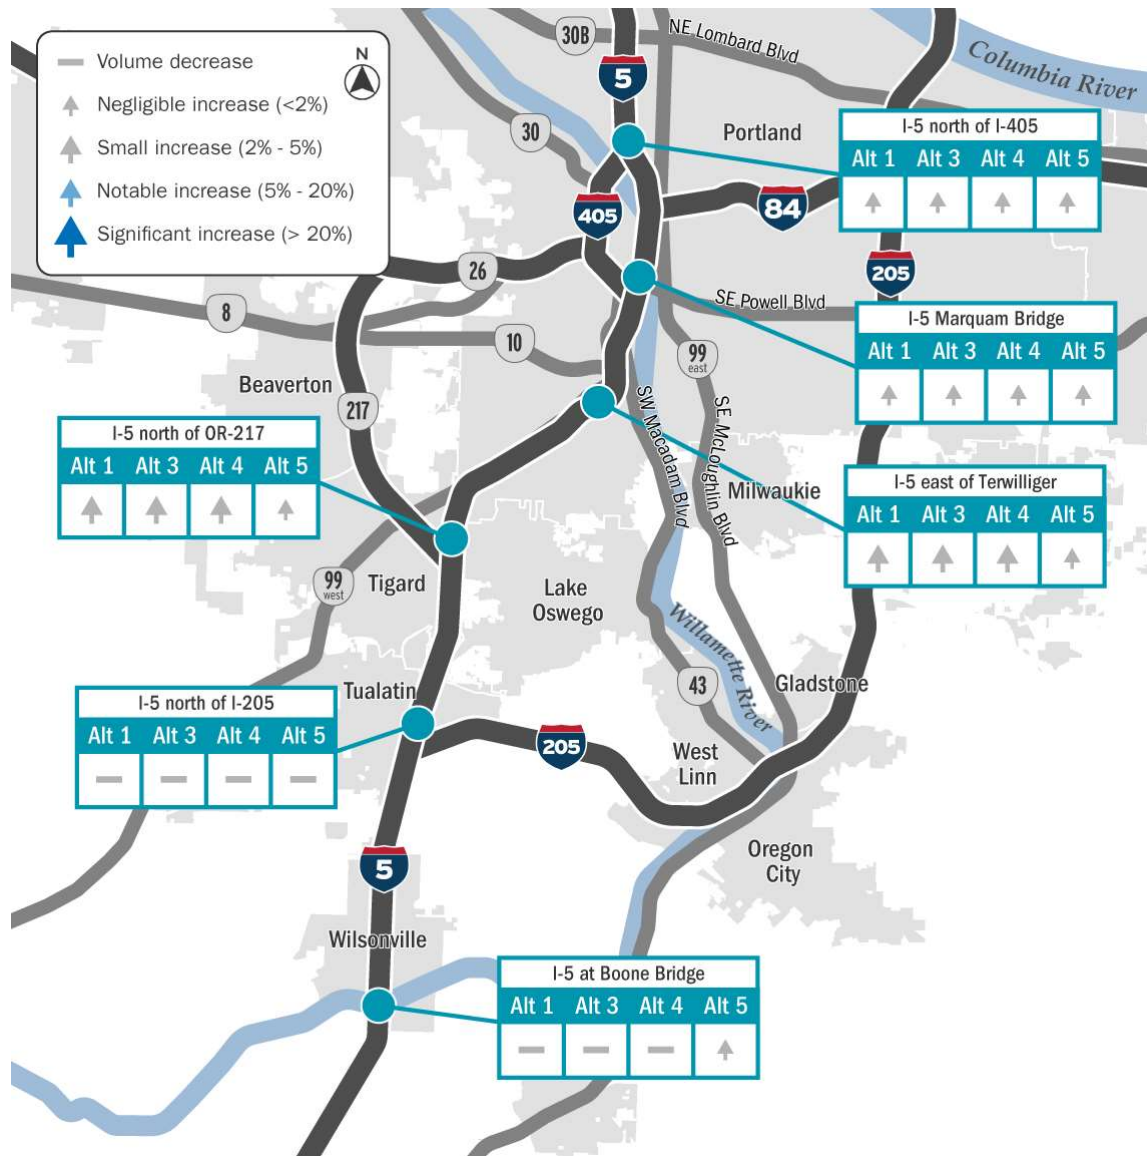 Volume decrease
Negligible increase (<2%)
Small increase (2% - 5%)
Notable increase (5% - 20%)
Significant increase (> 20%)
N
30B
NE Lombard Blvd
5
Columbia River
30
Portland
I-5 north of I-405
Alt 1 Alt 3 Alt 4 Alt 5
405
84
26
205
8
SE Powell Blvd
10
I-5 Marquam Bridge
Alt 1 Alt 3 Alt 4 Alt 5
99 east
Beaverton
217
SW Macadam Blvd
SE McLoughlin Blvd
I-5 north of OR-217
Alt 1 Alt 3 Alt 4 Alt 5
Milwaukie
I-5 east of Terwilliger
Alt 1 Alt 3 Alt 4 Alt 5
99 west
Tigard
Lake
Oswego
Willamette River
43
Gladstone
Tualatin
I-5 north of I-205
Alt 1 Alt 3 Alt 4 Alt 5
205
West
Linn
Oregon
City
5
Wilsonville
I-5 at Boone Bridge
Alt 1 Alt 3 Alt 4 Alt 5